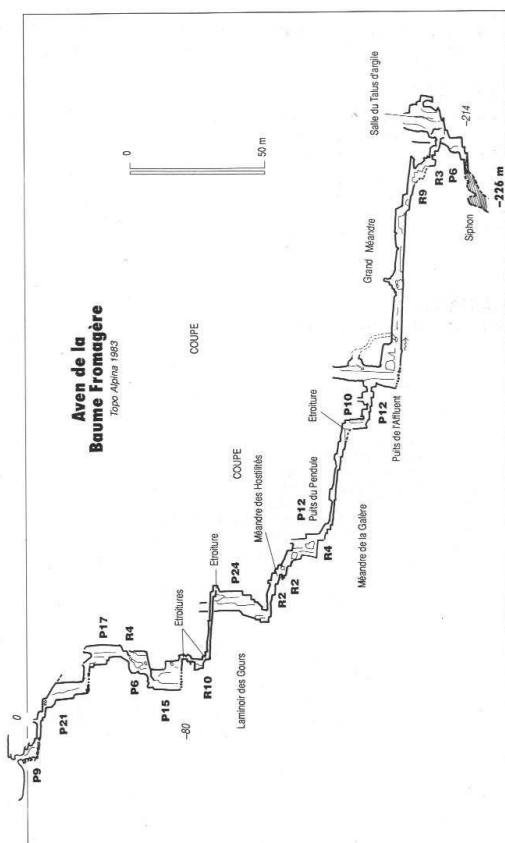 Aven de la
Baume Fromagère
Topo Alpina 1983
COUPE
COUPE
0
50 m
0
P9
P21
P17
R4
P6
P15
-80
R10
Etroitures
Laminoir des Gours
Etroiture
P24
Méandre des Hostilités
R2
R2
P12
Puits du Pendule
R4
Méandre de la Galère
Etroiture
P10
P12
Puits de l'Affluent
Grand Méandre
Salle du Talus d'argile
-214
R9
R3
P6
Siphon
-226 m